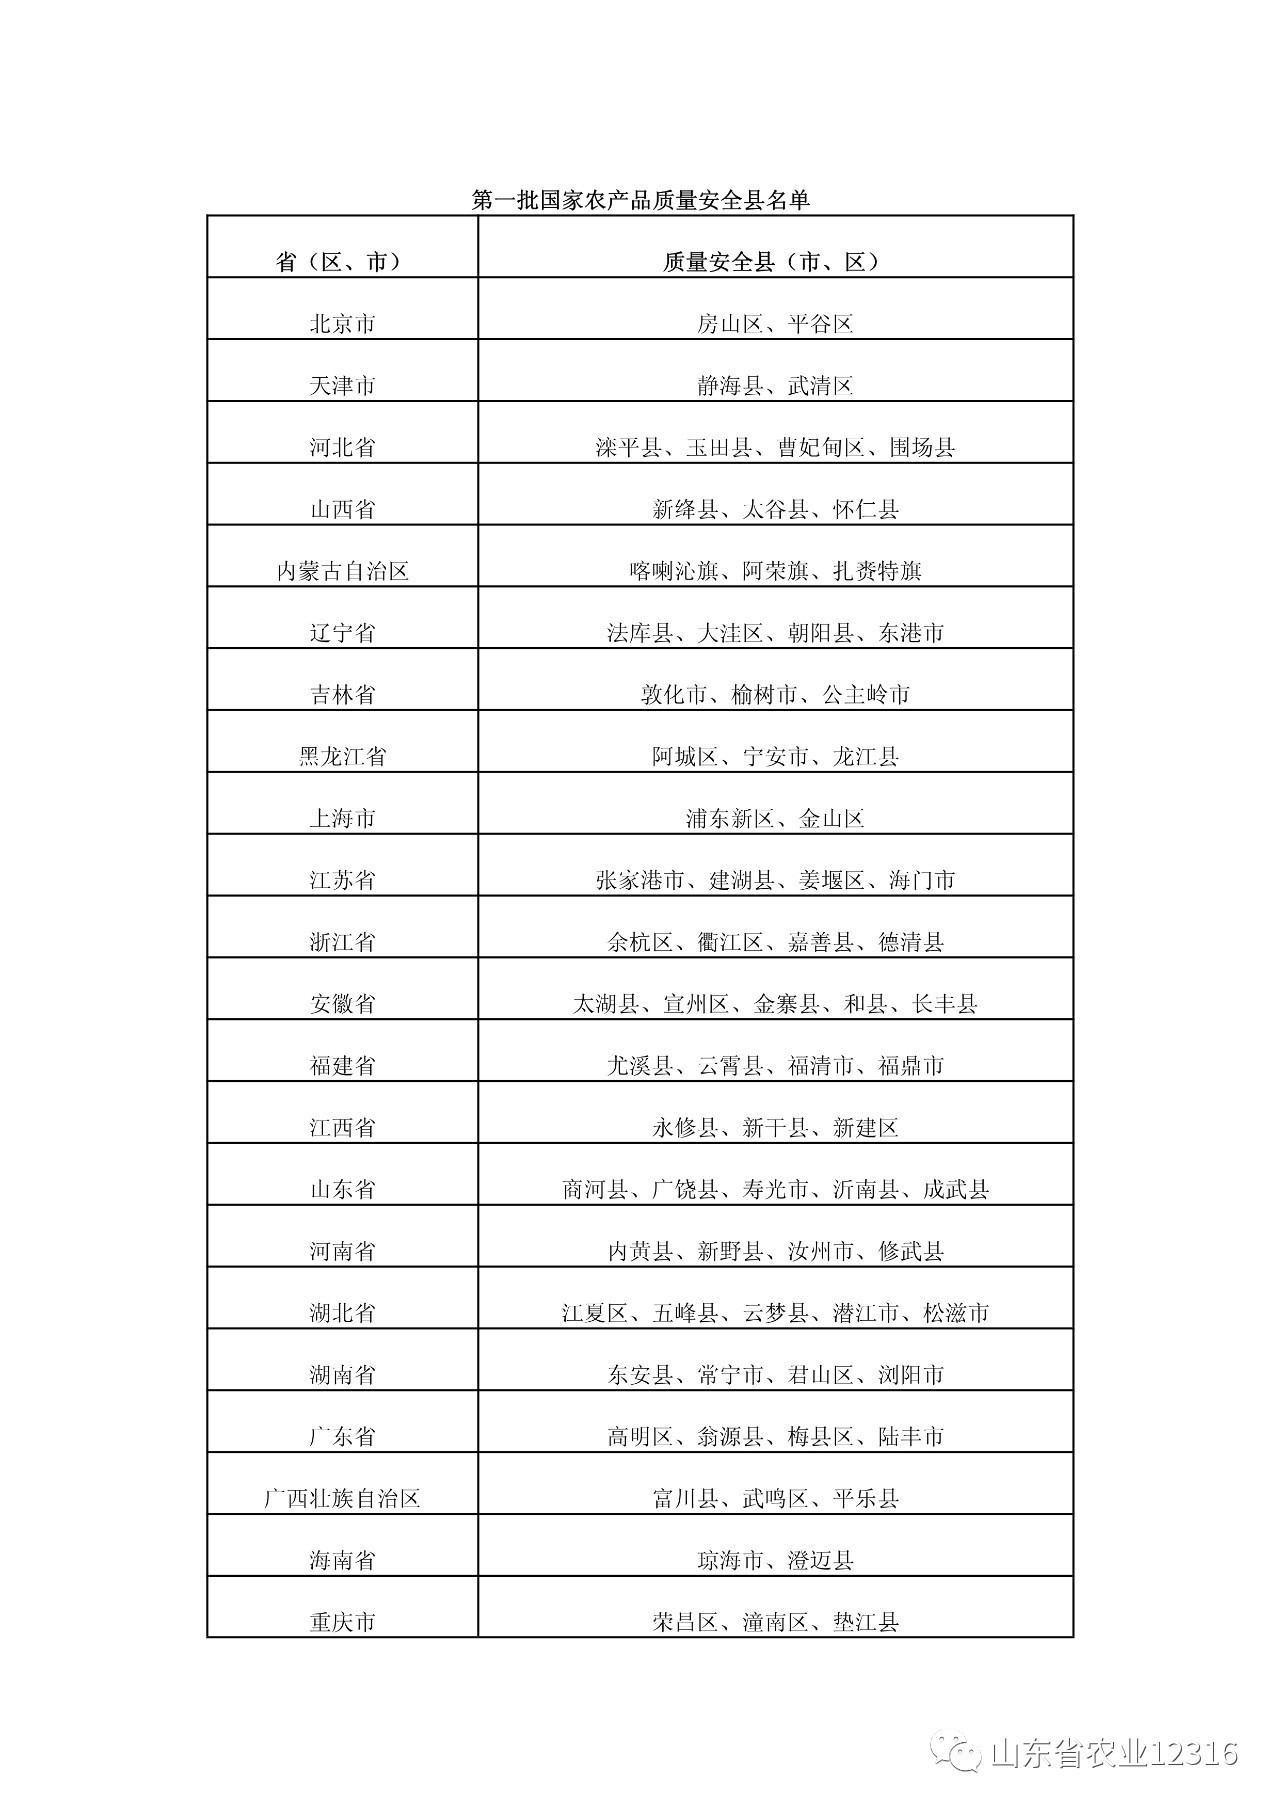 第一批国家农产品质量安全县名单
省（区、市） 质量安全县（市、区）
北京市 房山区、平谷区
天津市 静海县、武清区
河北省 滦平县、玉田县、曹妃甸区、围场县
山西省 新绛县、太谷县、怀仁县
内蒙古自治区 喀喇沁旗、阿荣旗、扎赉特旗
辽宁省 法库县、大洼区、朝阳县、东港市
吉林省 敦化市、榆树市、公主岭市
黑龙江省 阿城区、宁安市、龙江县
上海市 浦东新区、金山区
江苏省 张家港市、建湖县、姜堰区、海门市
浙江省 余杭区、衢江区、嘉善县、德清县
安徽省 太湖县、宣州区、金寨县、和县、长丰县
福建省 尤溪县、云霄县、福清市、福鼎市
江西省 永修县、新干县、新建区
山东省 商河县、广饶县、寿光市、沂南县、成武县
河南省 内黄县、新野县、汝州市、修武县
湖北省 江夏区、五峰县、云梦县、潜江市、松滋市
湖南省 东安县、常宁市、君山区、浏阳市
广东省 高明区、翁源县、梅县区、陆丰市
广西壮族自治区 富川县、武鸣区、平乐县
海南省 琼海市、澄迈县
重庆市 荣昌区、潼南区、垫江县
山东省农业12316